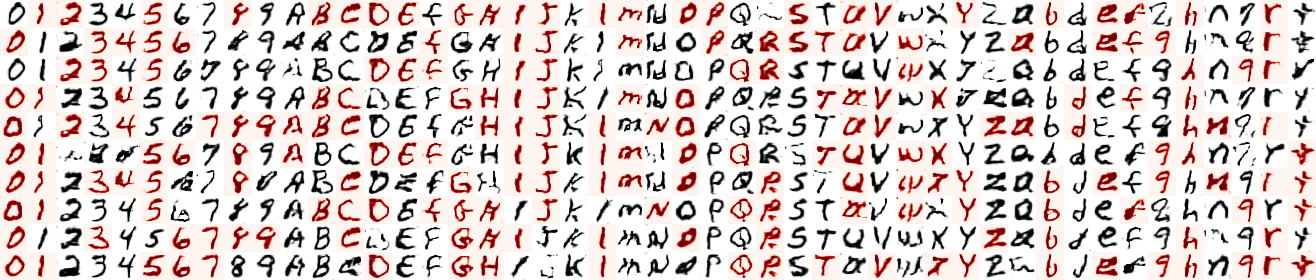 0 1 2 3 4 5 6 7 8 9 A B C D E f G H I J K l m N O P Q S T U V w X Y Z a b d e f h n q r t
0 1 2 3 4 5 6 7 8 9 A B C D E f G H I J K l m N O P Q R S T U V w X Y Z a b d e f g h n q r t
0 1 2 3 4 5 6 7 8 9 A B C D E F G H I J K l m N O P Q R S T U V w X Y Z a b d e f g h n q r
0 1 2 3 4 5 6 7 8 9 A B C D E F G H I J K l m N O P Q R S T U V w X Y Z a b d e f g h n q r t
0 1 2 3 4 5 6 7 8 9 A B C D E f G H I J K l m N O P Q R S T U V w X Y Z a b d E f g h n q r t
0 1 5 6 7 8 9 A B C D E f G H I J K l m O P Q R S T U V w X Y Z a b d e f g h n r t
0 1 2 3 4 5 7 8 A B C D E f G H I J K l m N O P Q R S T U V w X Y Z a b d e f g h n q r t
0 1 2 3 4 5 7 8 9 A B C D E f G H I J K l m N O P Q R S T U V w X Y Z a b d e f g h n q r t
0 1 2 3 4 5 6 7 8 9 A B C E F G H I J K l m N O P Q R S T U V w X Y Z a b d e f g h n q r t
0 1 2 3 4 5 6 7 8 9 A B C D E F G H I J K l m N O P Q R S T U V w X Y Z b d e f g h n q r t